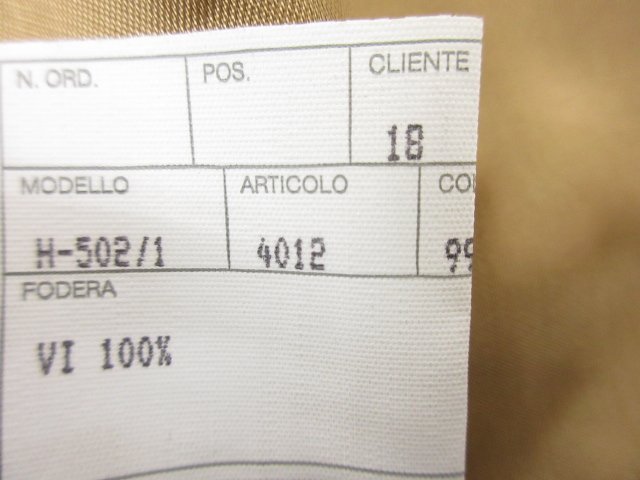 N. ORD. POS. CLIENTE
18
MODELLO ARTICOLO
H-502/1 4012
FODERA
VI 100%